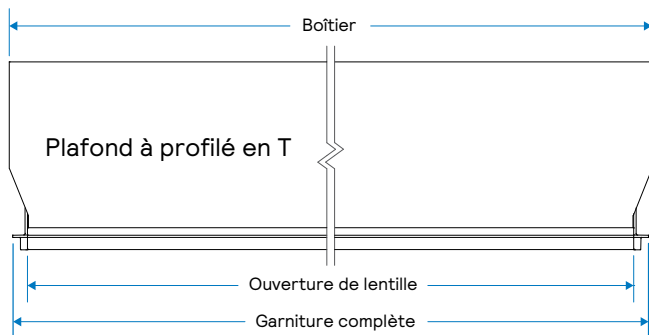 Boîtier
Plafond à profilé en T
Ouverture de lentille
Garniture complète